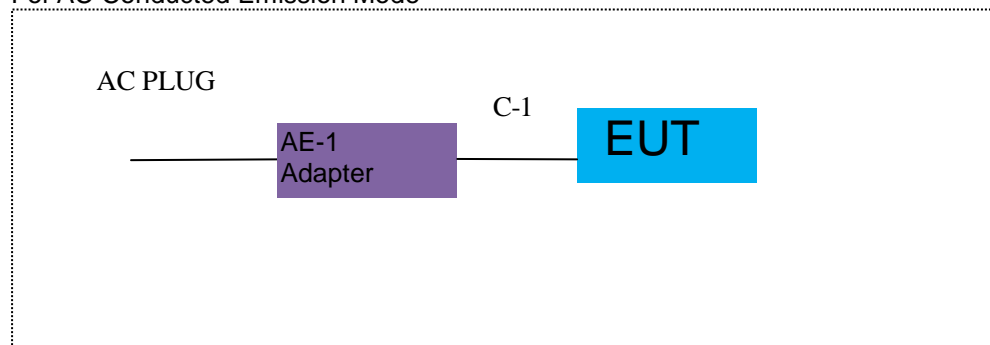 For AC Conducted Emission Mode
AC PLUG
C-1
AE-1
Adapter
EUT